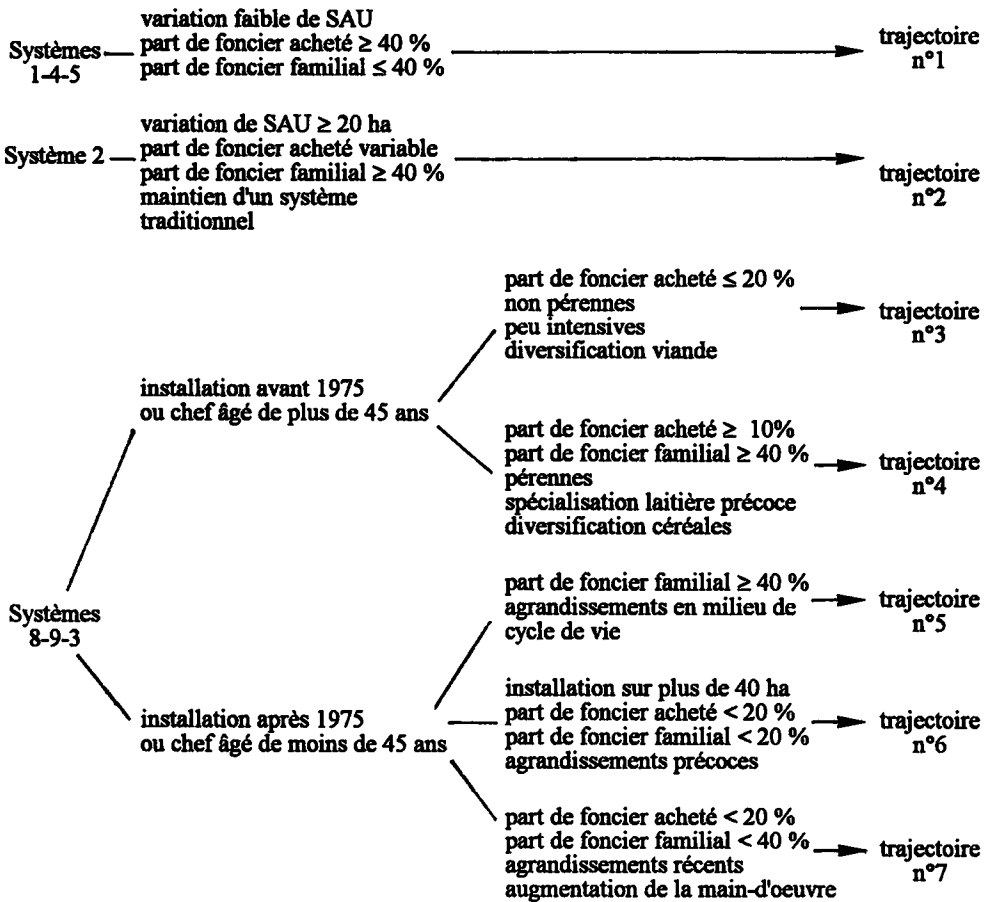 variation faible de SAU
Systèmes
1-4-5
part de foncier acheté ≥ 40 %
part de foncier familial ≤ 40 %
trajectoire
n°1
variation de SAU ≥ 20 ha
Système 2
part de foncier acheté variable
part de foncier familial ≥ 40 %
maintien d'un système
traditionnel
trajectoire
n°2
Systèmes
8-9-3
installation avant 1975
ou chef âgé de plus de 45 ans
part de foncier acheté ≤ 20 %
non pérennes
peu intensives
diversification viande
trajectoire
n°3
part de foncier acheté ≥ 10%
part de foncier familial ≥ 40 %
pérennes
spécialisation laitière précoce
diversification céréales
trajectoire
n°4
installation après 1975
ou chef âgé de moins de 45 ans
part de foncier familial ≥ 40 %
agrandissements en milieu de
cycle de vie
trajectoire
n°5
installation sur plus de 40 ha
part de foncier acheté < 20 %
part de foncier familial < 20 %
agrandissements précoces
trajectoire
n°6
part de foncier acheté < 20 %
part de foncier familial < 40 %
agrandissements récents
augmentation de la main-d'oeuvre
trajectoire
n°7